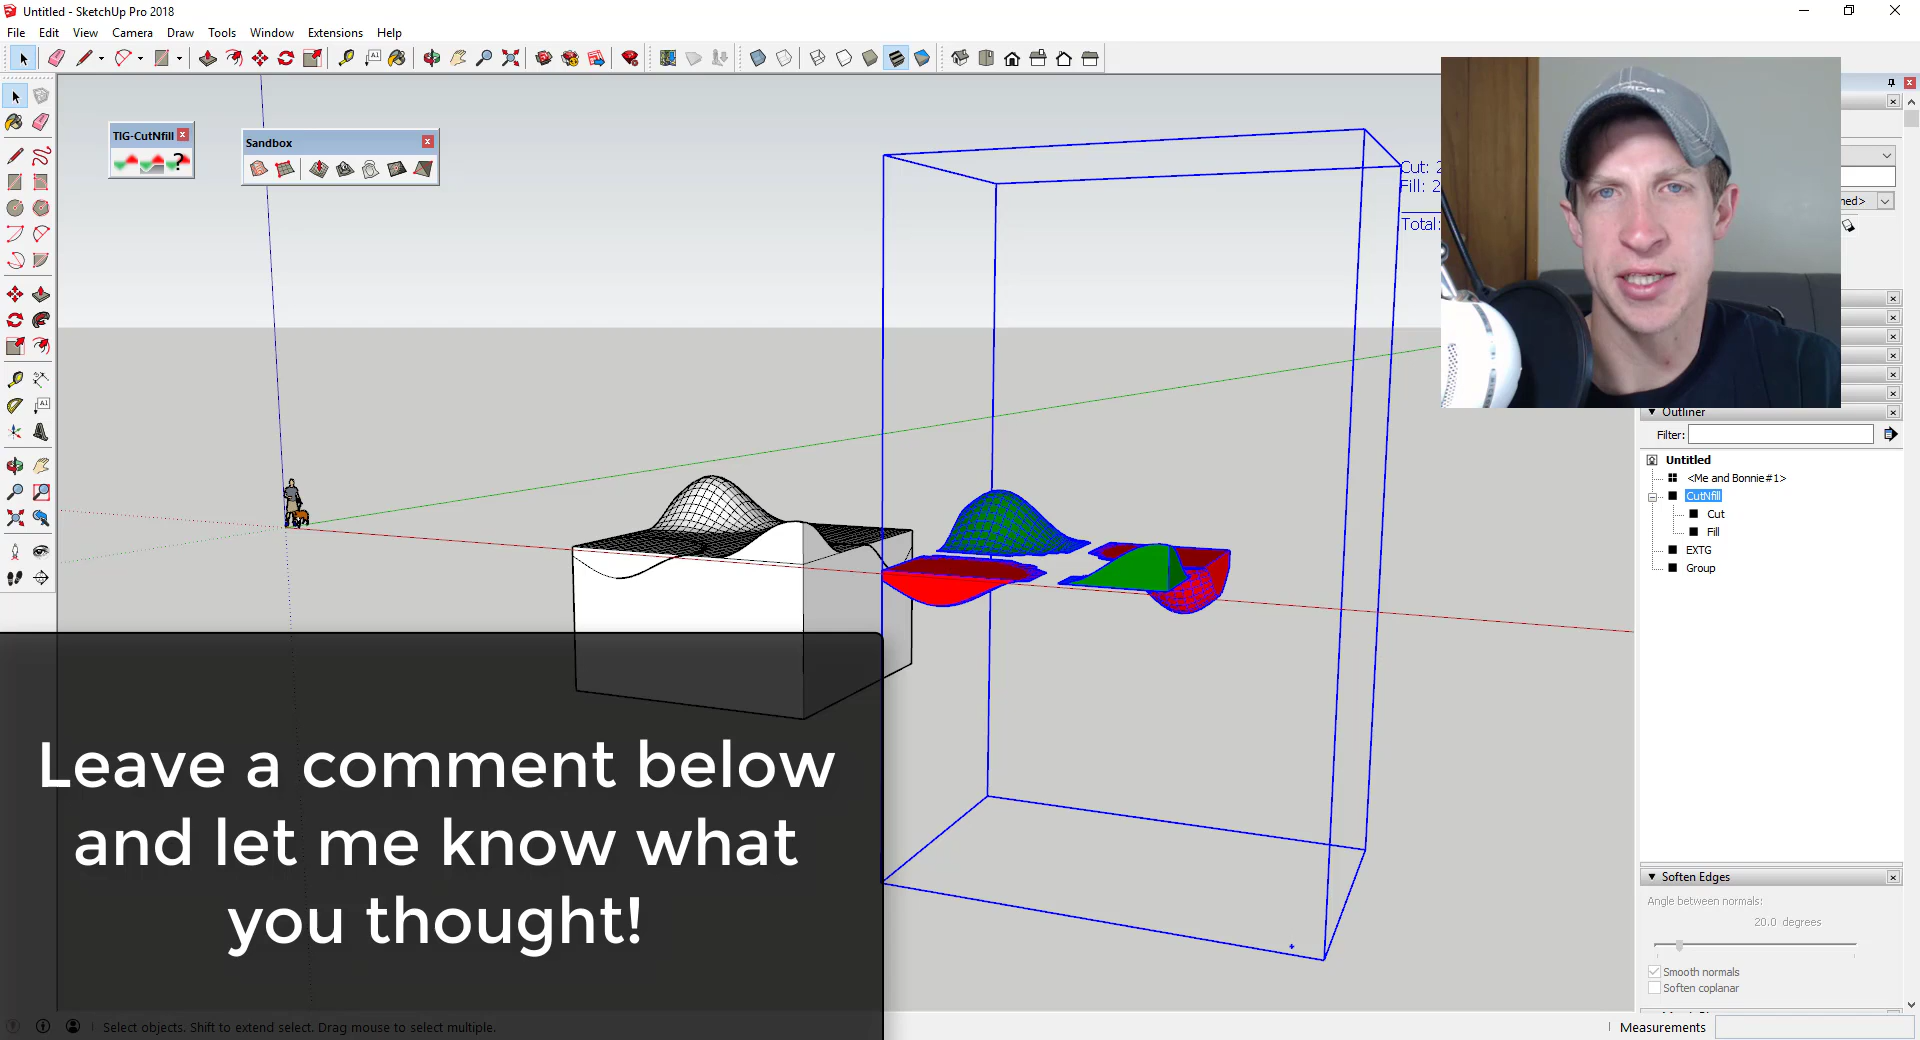 Untitled - SketchUp Pro 2018
File Edit View Camera Draw Tools Window Extensions Help
TIG-CutNfill
Sandbox
Cut: 2
Fill: 2
Total:
ned>
Outliner
Filter:
Untitled
<Me and Bonnie#1>
CutNfill
Cut
Fill
EXTG
Group
Leave a comment below
and let me know what
you thought!
Soften Edges
Angle between normals:
20.0 degrees
Smooth normals
Soften coplanar
Select objects. Shift to extend select. Drag mouse to select multiple.
Measurements